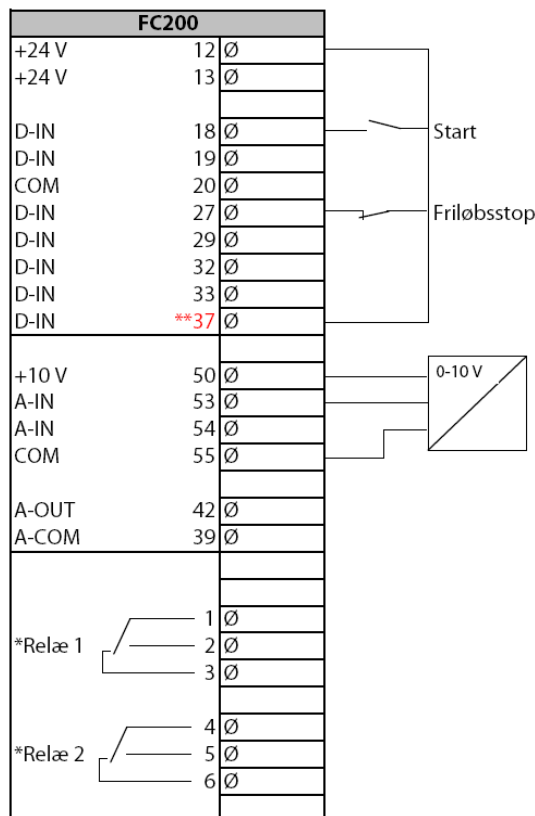 FC200
+24 V 12 Ø
+24 V 13 Ø
D-IN 18 Ø Start
D-IN 19 Ø
COM 20 Ø
D-IN 27 Ø Friløbsstop
D-IN 29 Ø
D-IN 32 Ø
D-IN 33 Ø
D-IN **37 Ø
+10 V 50 Ø 0-10 V
A-IN 53 Ø
A-IN 54 Ø
COM 55 Ø
A-OUT 42 Ø
A-COM 39 Ø
1 Ø
*Relæ 1 2 Ø
3 Ø
4 Ø
*Relæ 2 5 Ø
6 Ø